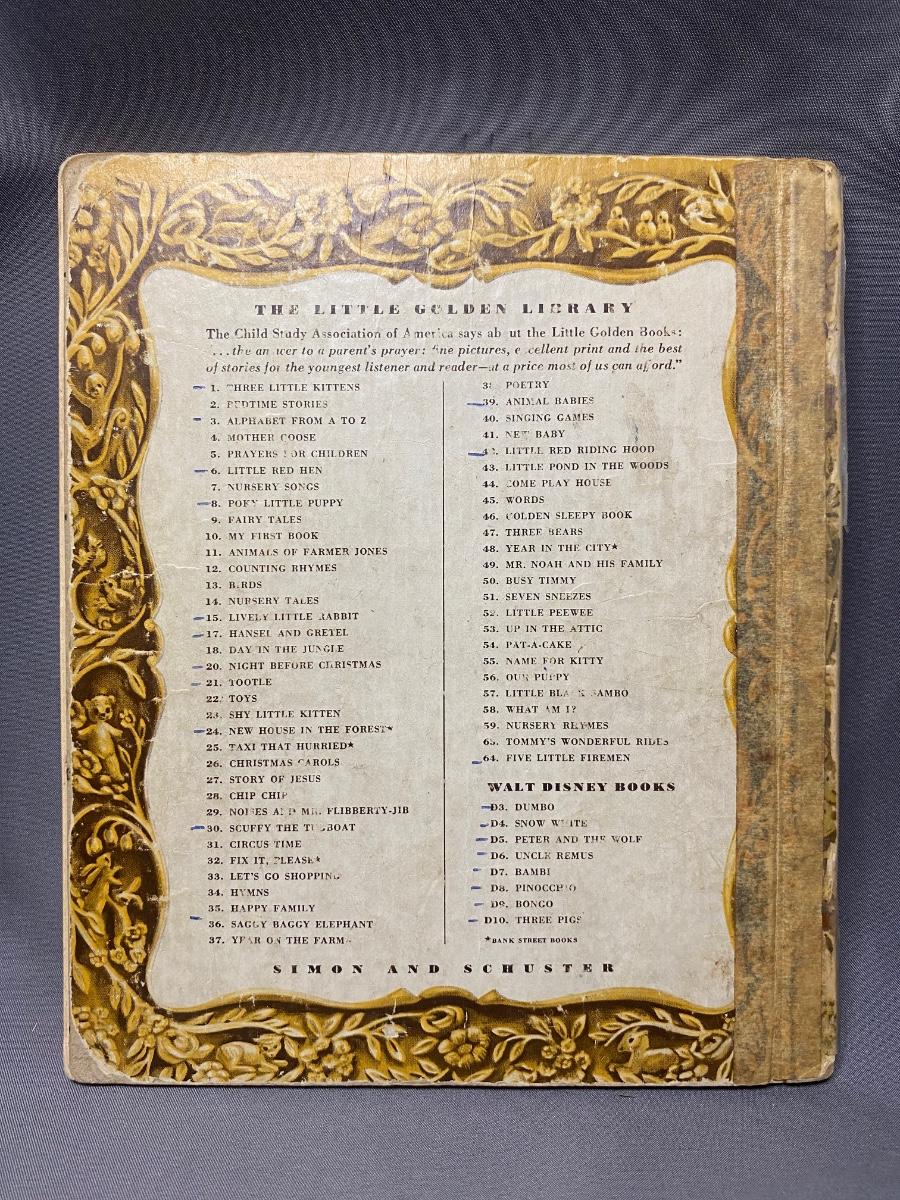 THE LITTLE GOLDEN LIBRARY
The Child Study Association of America says about the Little Golden Books:
"...the answer to a parent's prayer: fine pictures, excellent print and the best
of stories for the youngest listener and reader—at a price most of us can afford."
1. THREE LITTLE KITTENS
2. BEDTIME STORIES
3. ALPHABET FROM A TO Z
4. MOTHER GOOSE
5. PRAYERS FOR CHILDREN
6. LITTLE RED HEN
7. NURSERY SONGS
8. POKY LITTLE PUPPY
9. FAIRY TALES
10. MY FIRST BOOK
11. ANIMALS OF FARMER JONES
12. COUNTING RHYMES
13. BIRDS
14. NURSERY TALES
15. LIVELY LITTLE RABBIT
17. HANSEL AND GRETEL
18. DAY IN THE JUNGLE
20. NIGHT BEFORE CHRISTMAS
21. TOOTLE
22. TOYS
23. SHY LITTLE KITTEN
24. NEW HOUSE IN THE FOREST★
25. TAXI THAT HURRIED★
26. CHRISTMAS CAROLS
27. STORY OF JESUS
28. CHIP CHIP
29. NOISES AND MR. FLIBBERTY-JIB
30. SCUFFY THE TUGBOAT
31. CIRCUS TIME
32. FIX IT, PLEASE★
33. LET'S GO SHOPPING
34. HYMNS
35. HAPPY FAMILY
36. SAGGY BAGGY ELEPHANT
37. YEAR ON THE FARM★
38. POETRY
39. ANIMAL BABIES
40. SINGING GAMES
41. NEW BABY
42. LITTLE RED RIDING HOOD
43. LITTLE POND IN THE WOODS
44. COME PLAY HOUSE
45. WORDS
46. GOLDEN SLEEPY BOOK
47. THREE BEARS
48. YEAR IN THE CITY★
49. MR. NOAH AND HIS FAMILY
50. BUSY TIMMY
51. SEVEN SNEEZES
52. LITTLE PEEWEE
53. UP IN THE ATTIC
54. PAT-A-CAKE
55. NAME FOR KITTY
56. OUR PUPPY
57. LITTLE BLACK SAMBO
58. WHAT AM I?
59. NURSERY RHYMES
63. TOMMY'S WONDERFUL RIDES
64. FIVE LITTLE FIREMEN
WALT DISNEY BOOKS
D3. DUMBO
D4. SNOW WHITE
D5. PETER AND THE WOLF
D6. UNCLE REMUS
D7. BAMBI
D8. PINOCCHIO
D9. BONGO
D10. THREE PIGS
★BANK STREET BOOKS
SIMON AND SCHUSTER